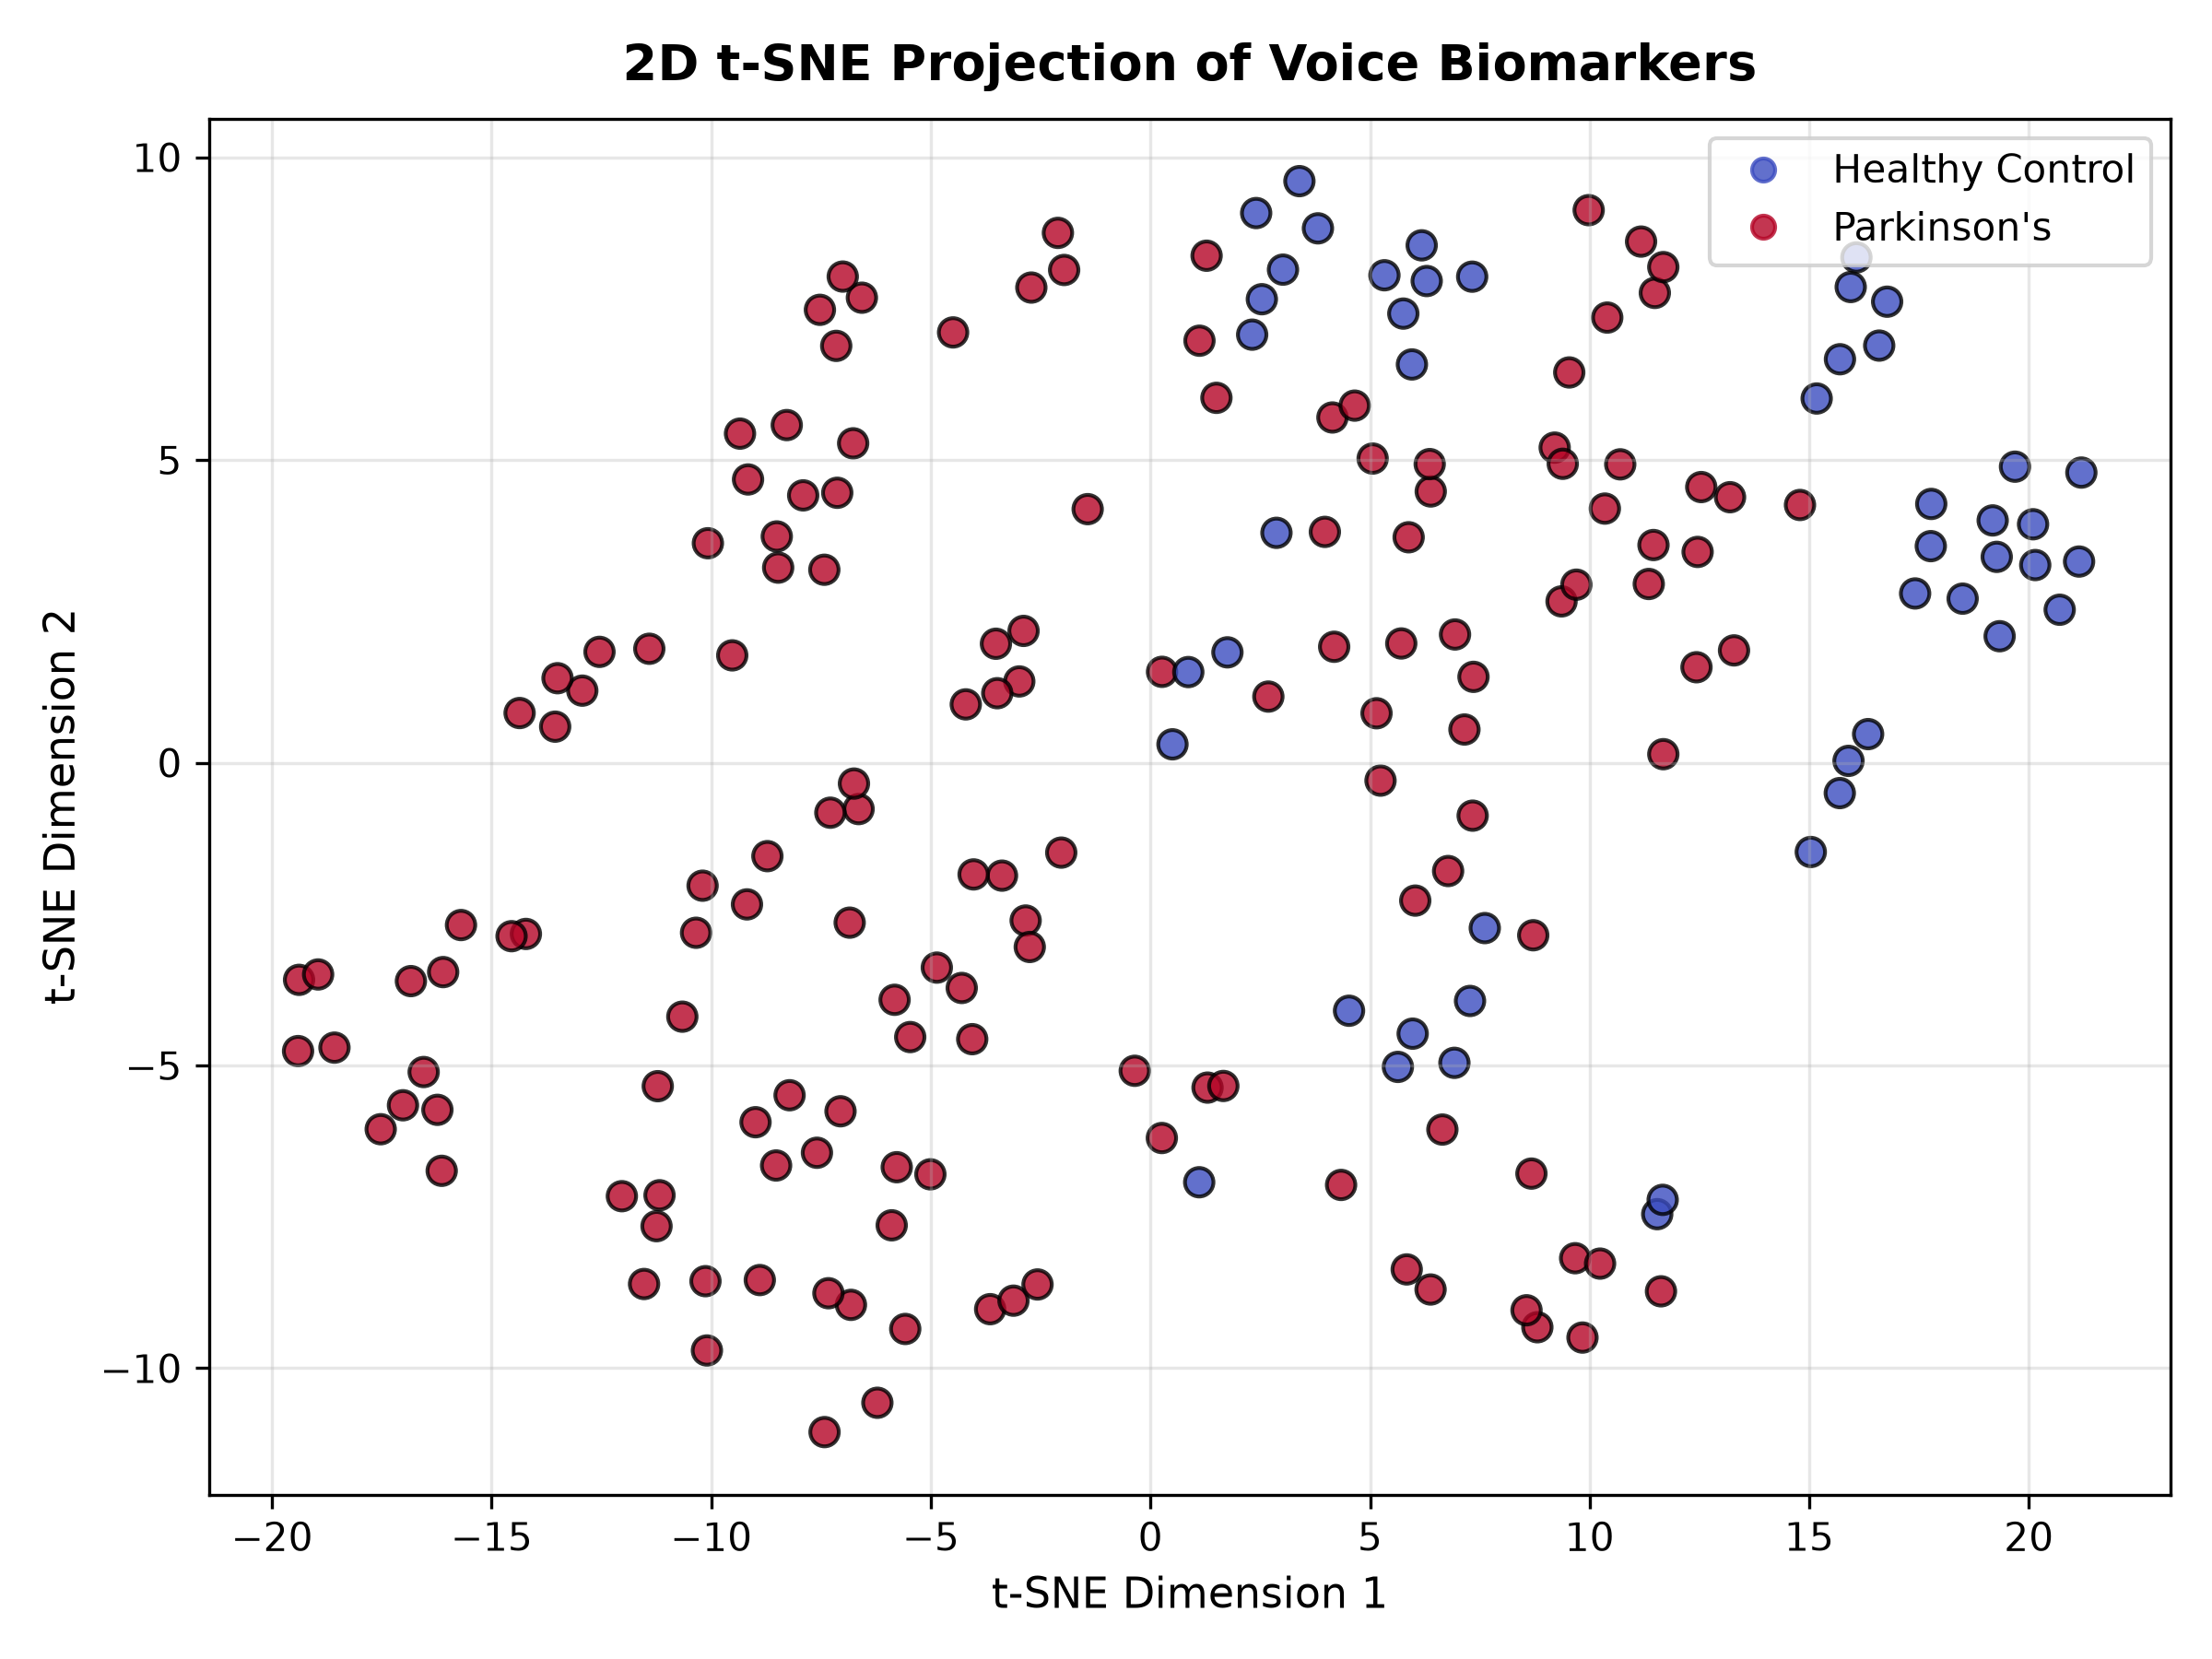 2D t-SNE Projection of Voice Biomarkers
Healthy Control
Parkinson's
10
5
0
−5
−10
t-SNE Dimension 2
−20 −15 −10 −5 0 5 10 15 20
t-SNE Dimension 1